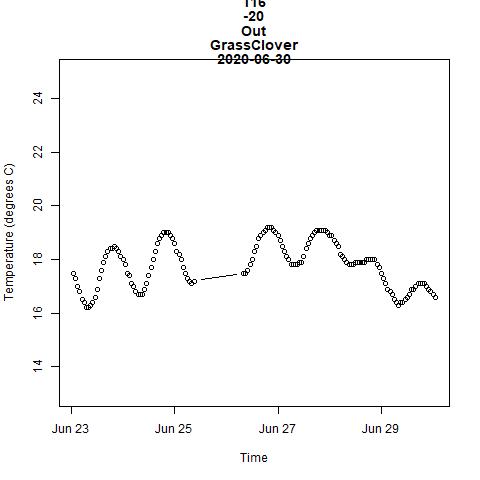 T16
-20
Out
GrassClover
2020-06-30
24
22
20
18
16
14
Temperature (degrees C)
Jun 23
Jun 25
Jun 27
Jun 29
Time